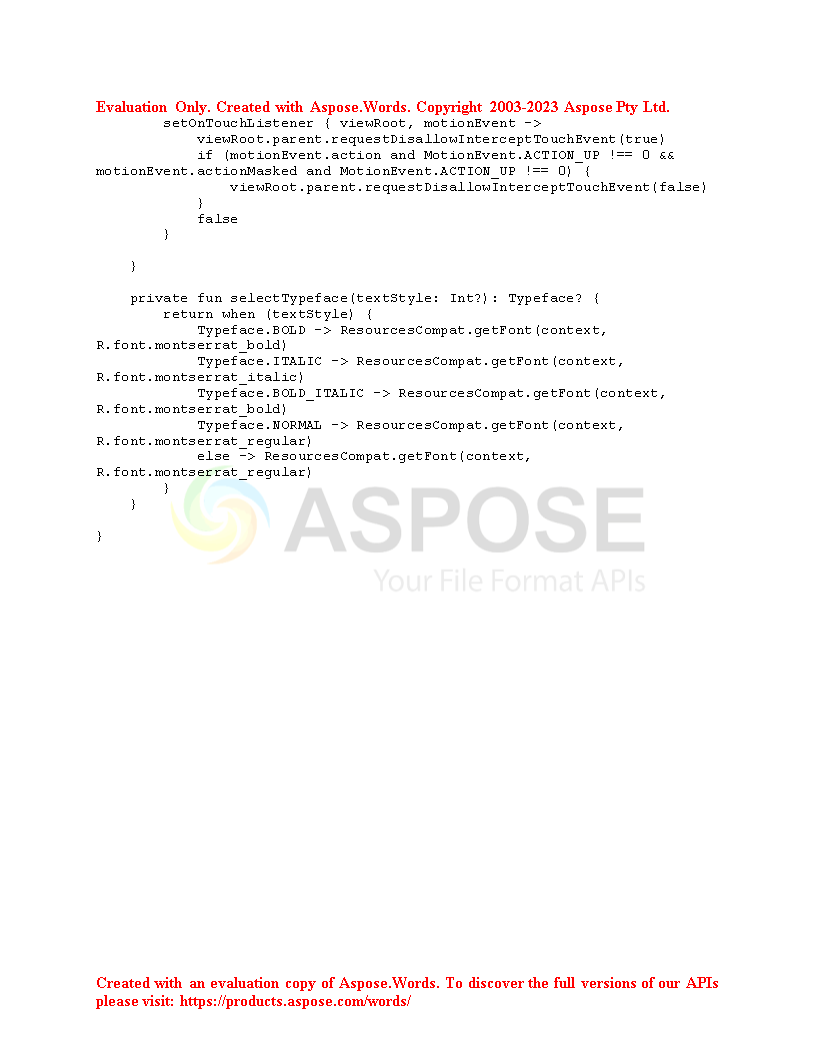 Evaluation Only. Created with Aspose.Words. Copyright 2003-2023 Aspose Pty Ltd.
        setOnTouchListener { viewRoot, motionEvent ->
            viewRoot.parent.requestDisallowInterceptTouchEvent(true)
            if (motionEvent.action and MotionEvent.ACTION_UP !== 0 &&
motionEvent.actionMasked and MotionEvent.ACTION_UP !== 0) {
                viewRoot.parent.requestDisallowInterceptTouchEvent(false)
            }
            false
        }
    }
    private fun selectTypeface(textStyle: Int?): Typeface? {
        return when (textStyle) {
            Typeface.BOLD -> ResourcesCompat.getFont(context,
R.font.montserrat_bold)
            Typeface.ITALIC -> ResourcesCompat.getFont(context,
R.font.montserrat_italic)
            Typeface.BOLD_ITALIC -> ResourcesCompat.getFont(context,
R.font.montserrat_bold)
            Typeface.NORMAL -> ResourcesCompat.getFont(context,
R.font.montserrat_regular)
            else -> ResourcesCompat.getFont(context,
R.font.montserrat_regular)
        }
    }
}
ASPOSE
Your File Format APIs
Created with an evaluation copy of Aspose.Words. To discover the full versions of our APIs
please visit: https://products.aspose.com/words/